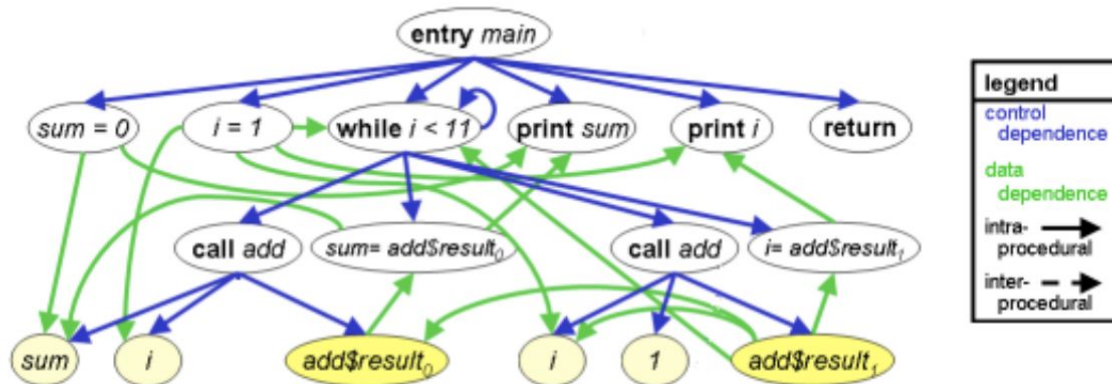 entry main
sum = 0
i = 1
while i < 11
print sum
print i
return
call add
sum= add$result0
call add
i= add$result1
sum
i
add$result0
i
1
add$result1
legend
control
dependence
data
dependence
intra-
procedural
inter-
procedural